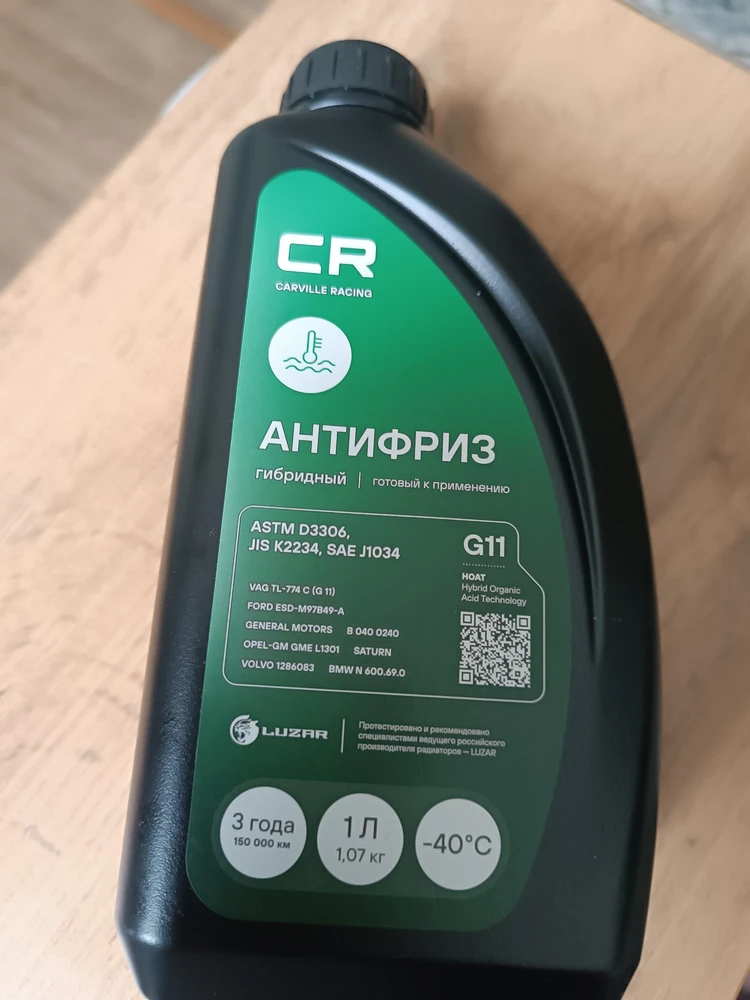 CR
CARVILLE RACING
АНТИФРИЗ
гибридный | готовый к применению
ASTM D3306,
JIS K2234, SAE J1034
G11
HOAT
Hybrid Organic
Acid Technology
VAG TL-774 C (G 11)
FORD ESD-M97B49-A
GENERAL MOTORS B 040 0240
OPEL-GM GME L1301 SATURN
VOLVO 1286083 BMW N 600.69.0
LUZAR
Протестировано и рекомендовано
специалистами ведущего российского
производителя радиаторов — LUZAR
3 года
150 000 км
1 Л
1,07 кг
-40°C